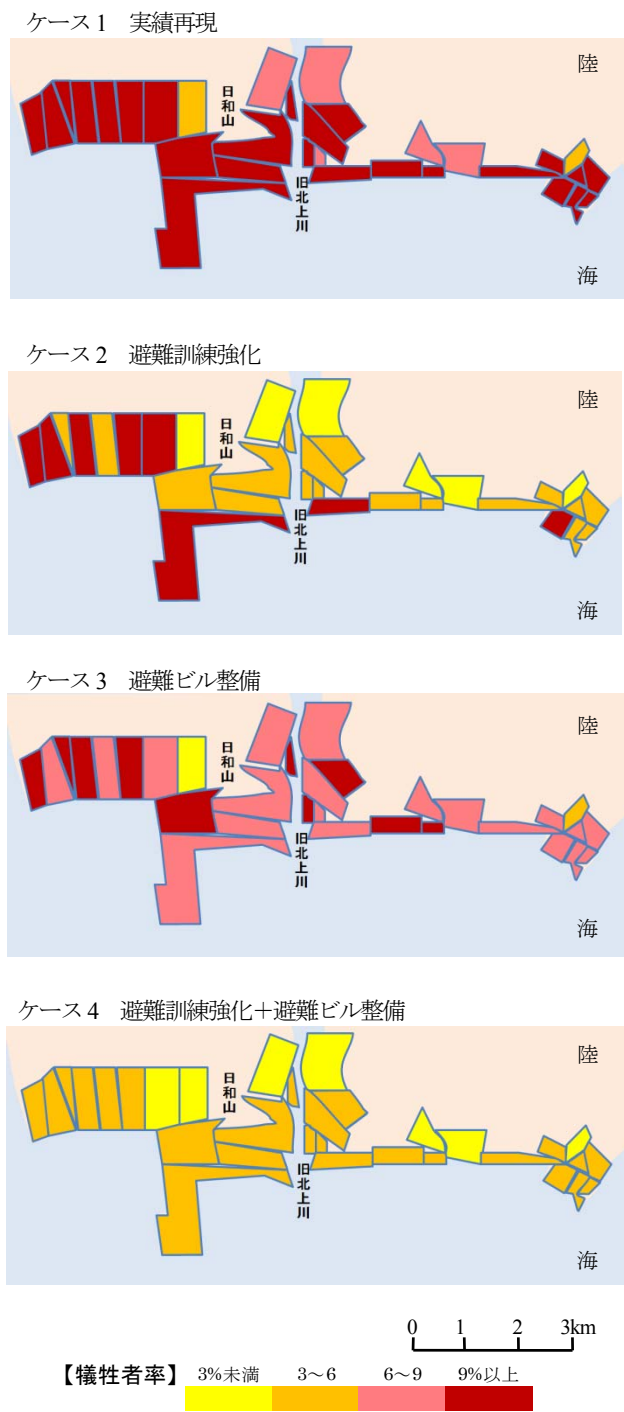 ケース1 実績再現
陸
日和山
旧北上川
海
ケース2 避難訓練強化
陸
日和山
旧北上川
海
ケース3 避難ビル整備
陸
日和山
旧北上川
海
ケース4 避難訓練強化＋避難ビル整備
陸
日和山
旧北上川
海
0 1 2 3km
【犠牲者率】 3%未満 3～6 6～9 9%以上